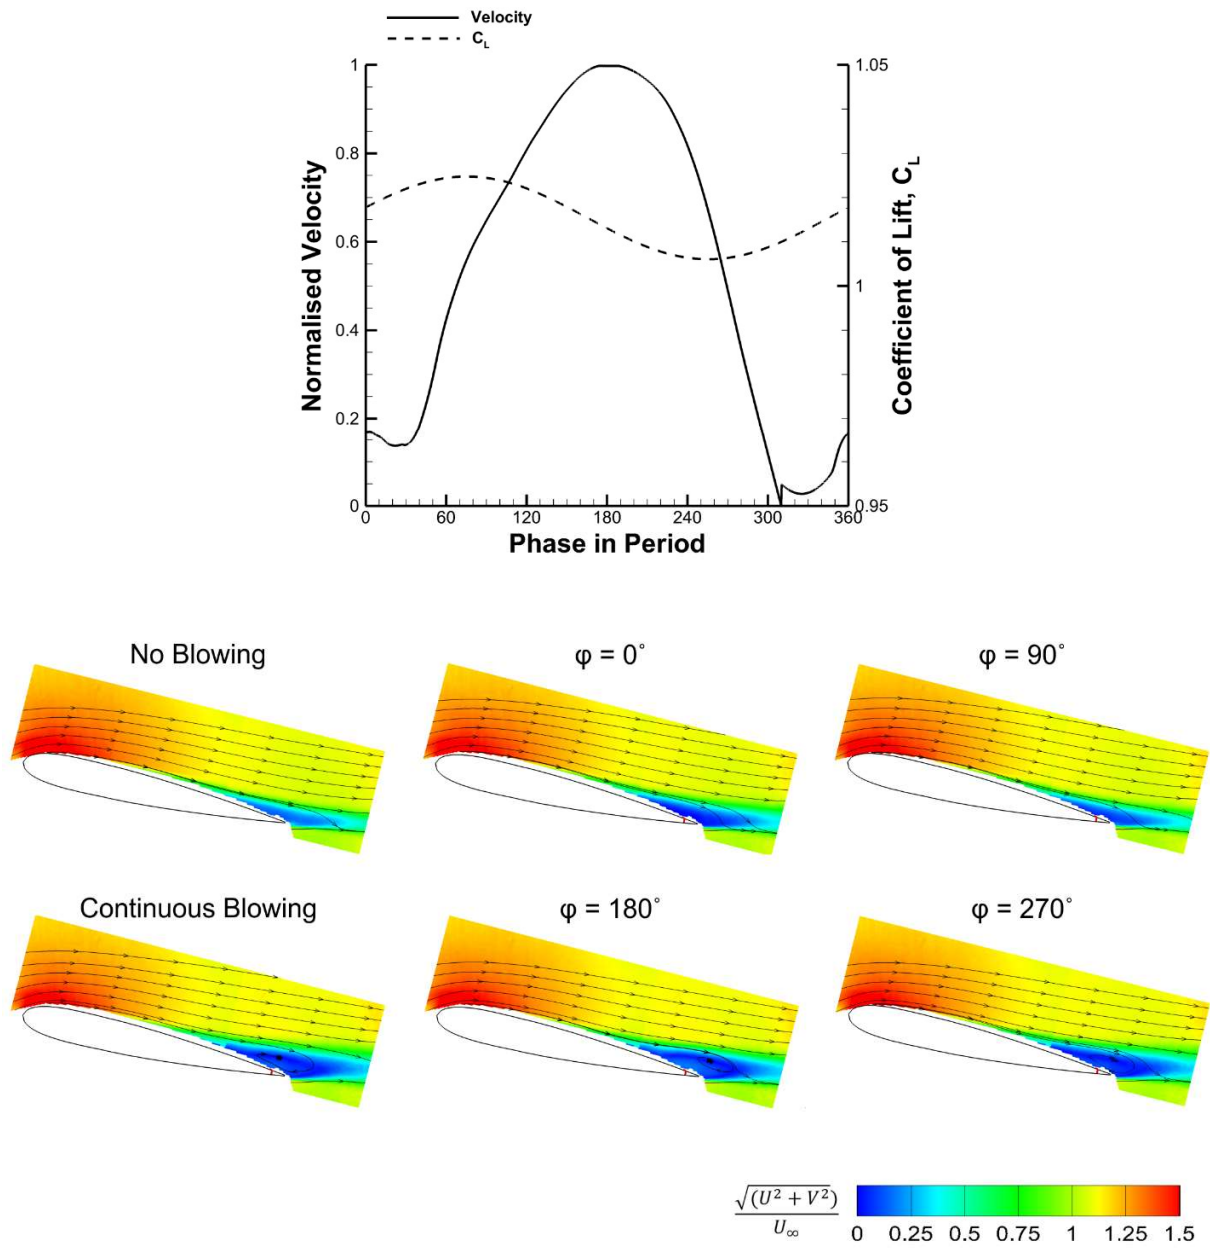 Velocity
C_L
1
0.8
0.6
0.4
0.2
0
Normalised Velocity
1.05
1
0.95
Coefficient of Lift, C_L
0 60 120 180 240 300 360
Phase in Period
No Blowing φ = 0° φ = 90°
Continuous Blowing φ = 180° φ = 270°
√(U² + V²)
U∞
0 0.25 0.5 0.75 1 1.25 1.5